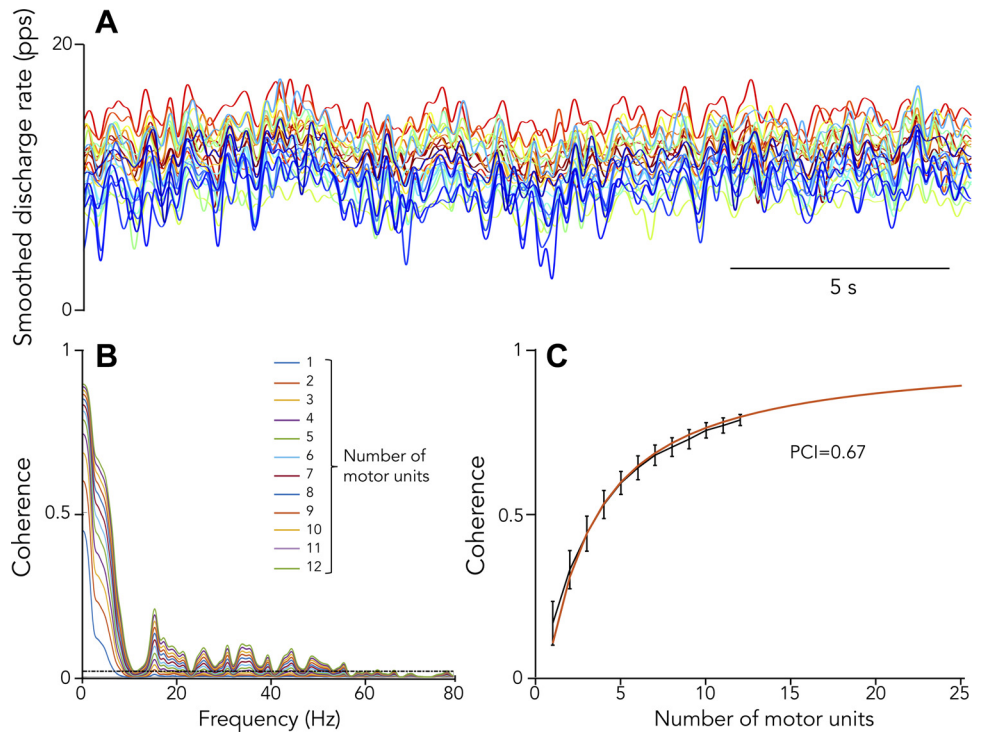 A
Smoothed discharge rate (pps)
20
0
5 s
B
Coherence
1
0.5
0
0
20
40
60
80
Frequency (Hz)
1
2
3
4
5
6
7
8
9
10
11
12
Number of
motor units
C
Coherence
1
0.5
0
0
5
10
15
20
25
Number of motor units
PCI=0.67